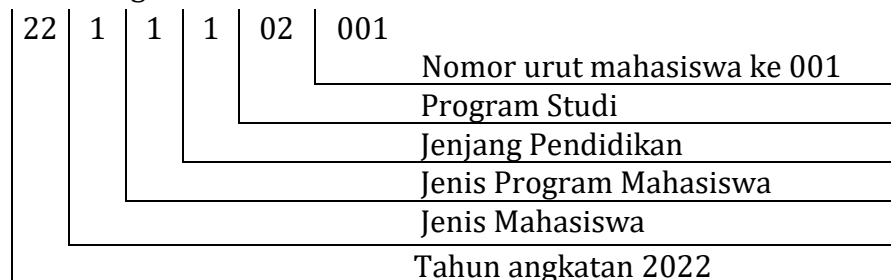 22 1 1 1 02 001
Nomor urut mahasiswa ke 001
Program Studi
Jenjang Pendidikan
Jenis Program Mahasiswa
Jenis Mahasiswa
Tahun angkatan 2022